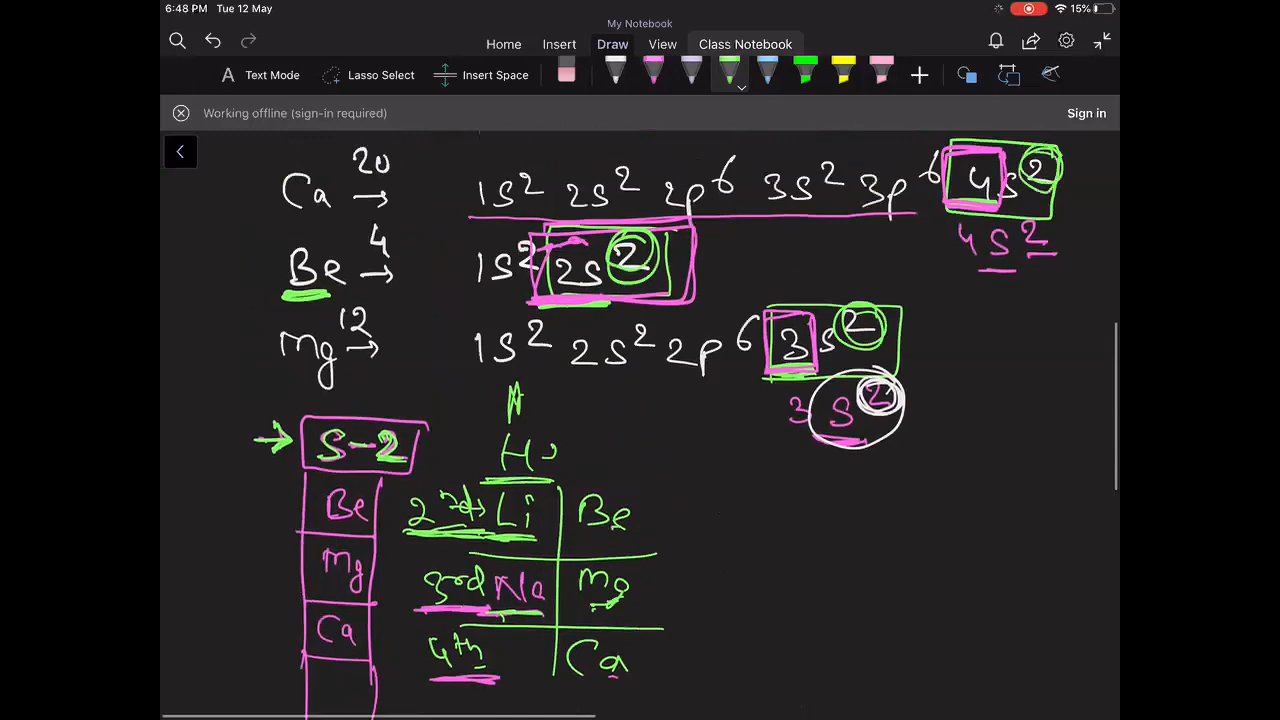 6:48 PM Tue 12 May
15%
My Notebook
Home Insert Draw View Class Notebook
Text Mode Lasso Select Insert Space
Working offline (sign-in required) Sign in
Ca →20 1s² 2s² 2p⁶ 3s² 3p⁶ 4s²
4s²
Be →4 1s² 2s²
Mg →12 1s² 2s² 2p⁶ 3s²
3s²
→ S-2 H
Be 2nd Li Be
Mg 3rd Na Mg
Ca 4th Ca